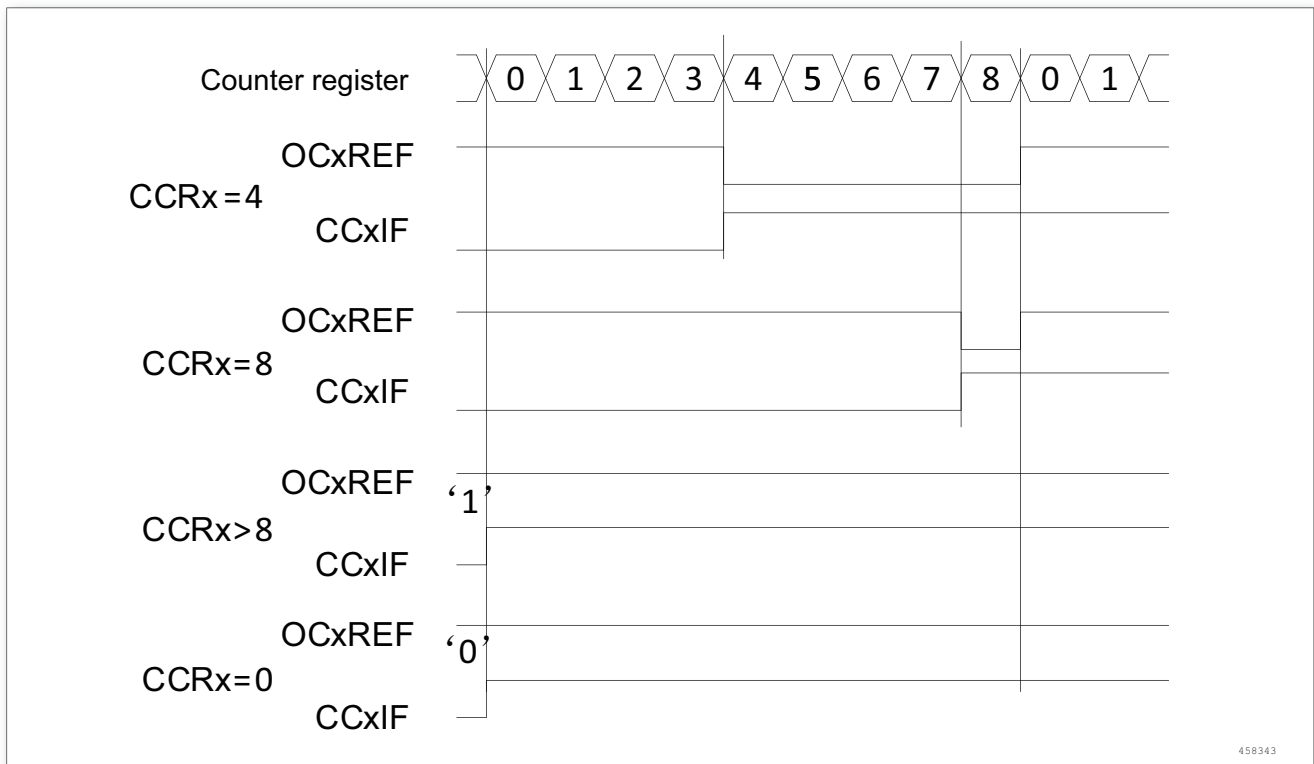 Counter register 0 1 2 3 4 5 6 7 8 0 1
OCxREF
CCRx=4
CCxIF
OCxREF
CCRx=8
CCxIF
OCxREF ‘1’
CCRx>8
CCxIF
OCxREF ‘0’
CCRx=0
CCxIF
458343